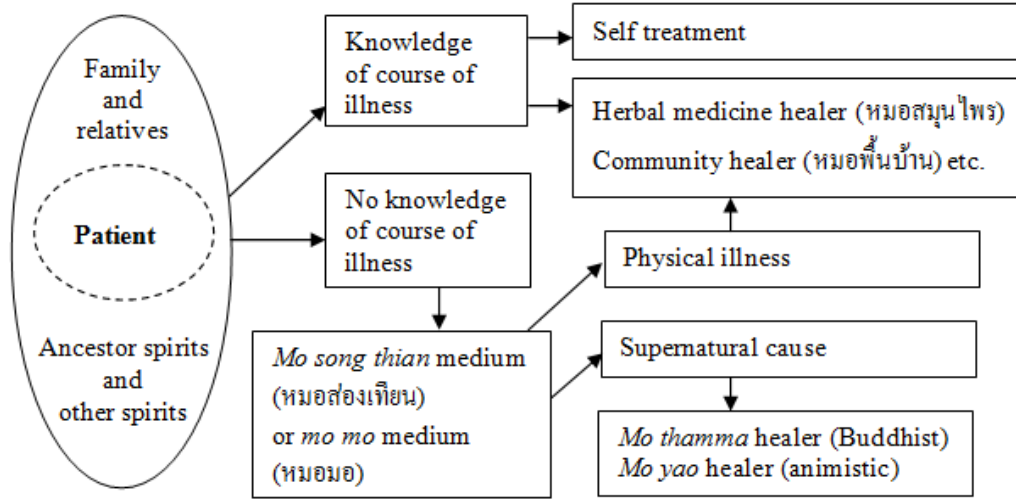 Family
and
relatives
Patient
Ancestor spirits
and
other spirits
Knowledge
of course of
illness
Self treatment
Herbal medicine healer (หมอสมุนไพร)
Community healer (หมอพื้นบ้าน) etc.
No knowledge
of course of
illness
Physical illness
Mo song thian medium
(หมอส่องเทียน)
or mo mo medium
(หมอมอ)
Supernatural cause
Mo thamma healer (Buddhist)
Mo yao healer (animistic)